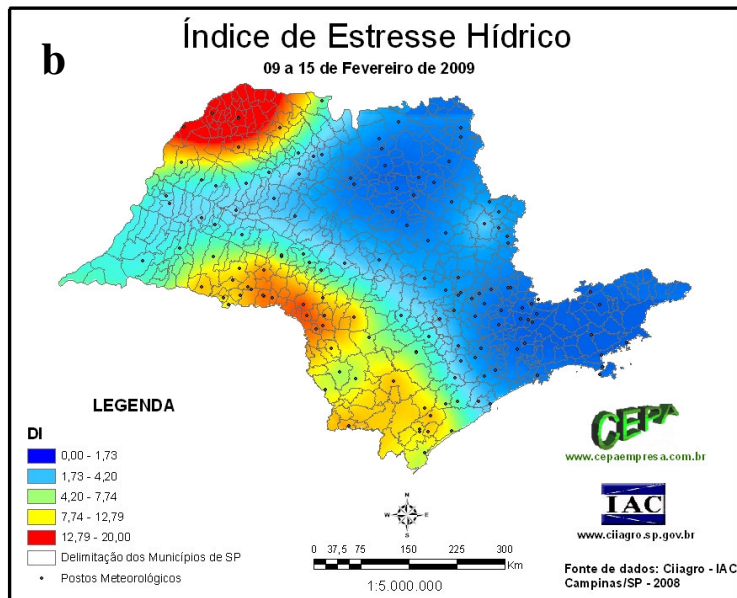 b
Índice de Estresse Hídrico
09 a 15 de Fevereiro de 2009
LEGENDA
DI
0,00 - 1,73
1,73 - 4,20
4,20 - 7,74
7,74 - 12,79
12,79 - 20,00
Delimitação dos Municípios de SP
Postos Meteorológicos
N
W E
S
0 37,5 75 150 225 300
Km
1:5.000.000
CEPA
www.cepaempresa.com.br
IAC
www.ciiagro.sp.gov.br
Fonte de dados: Ciiagro - IAC
Campinas/SP - 2008